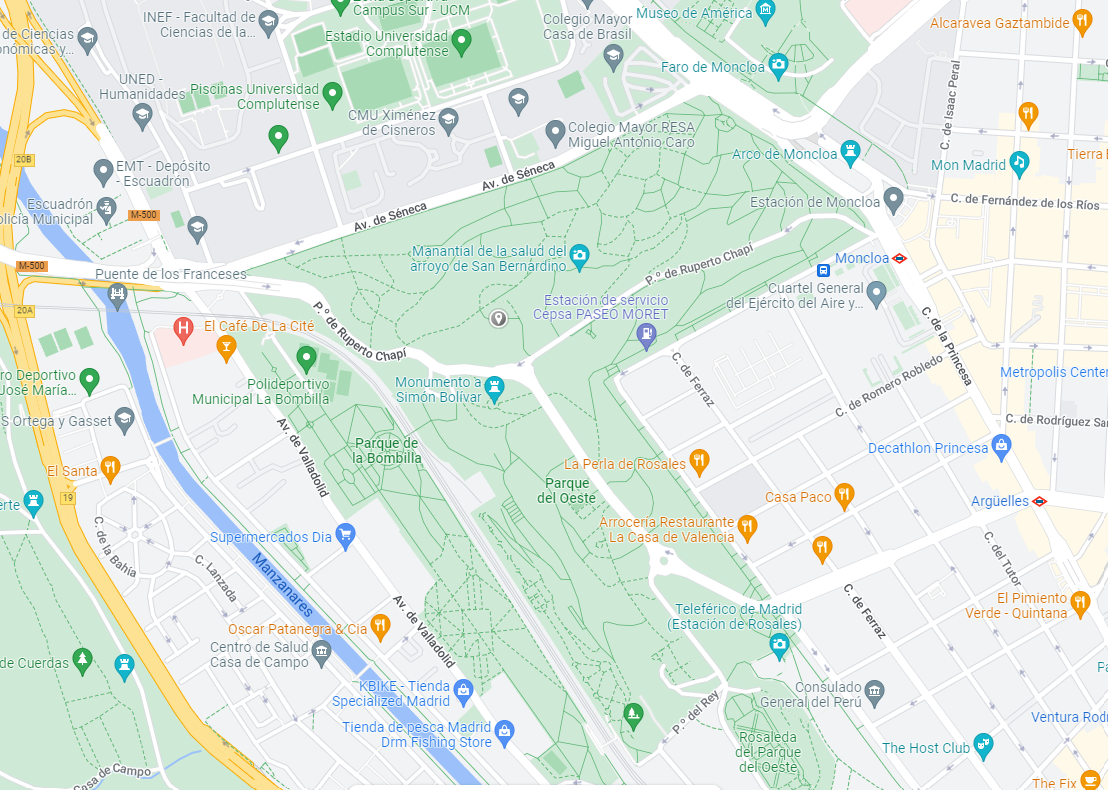 INEF - Facultad de
Ciencias de la...
Campus Sur - UCM
Colegio Mayor
Casa de Brasil
Museo de América
Alcaravea Gaztambide
de Ciencias
Estadio Universidad
Complutense
Faro de Moncloa
UNED -
Humanidades
Piscinas Universidad
Complutense
C. de Isaac Peral
CMU Ximénez
de Cisneros
Colegio Mayor RESA
Miguel Antonio Caro
20B
Arco de Moncloa
Mon Madrid
Tierra
EMT - Depósito
- Escuadrón
Av. de Séneca
Escuadrón
Policía Municipal
M-500
Av. de Séneca
Estación de Moncloa
C. de Fernández de los Ríos
M-500
Manantial de la salud del
arroyo de San Bernardino
P.º de Ruperto Chapí
Moncloa
Puente de los Franceses
Cuartel General
del Ejército del Aire y...
20A
Estación de servicio
Cepsa PASEO MORET
El Café De La Cité
P.º de Ruperto Chapí
C. de la Princesa
Polideportivo
Municipal La Bombilla
Monumento a
Simón Bolívar
C. de Ferraz
C. de Romero Robledo
Metropolis Center
ro Deportivo
José María...
S Ortega y Gasset
Av. de Valladolid
Parque de
la Bombilla
C. de Rodríguez San
Decathlon Princesa
El Santa
La Perla de Rosales
Parque
del Oeste
Casa Paco
19
erte
Argüelles
Supermercados Dia
Arrocería Restaurante
La Casa de Valencia
C. de la Bahía
C. Lanzada
Manzanares
C. del Tutor
Av. de Valladolid
C. de Ferraz
El Pimiento
Verde - Quintana
Teleférico de Madrid
(Estación de Rosales)
Oscar Patanegra & Cia
Centro de Salud
Casa de Campo
de Cuerdas
Pa
KBIKE - Tienda
Specialized Madrid
Consulado
General del Perú
P.º del Rey
Ventura Rodr
Tienda de pesca Madrid
Drm Fishing Store
Rosaleda
del Parque
del Oeste
The Host Club
Casa de Campo
The Fix